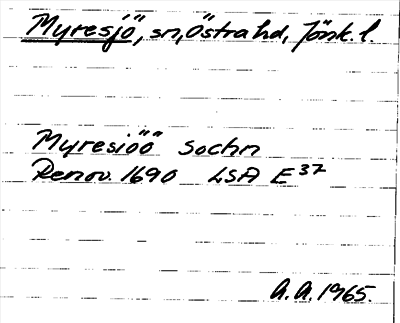 Myresjö, sn, Östra hd, Jönk. l.
Myresiöö sochn
Renov. 1690 LSA E³⁷
A.A. 1965.